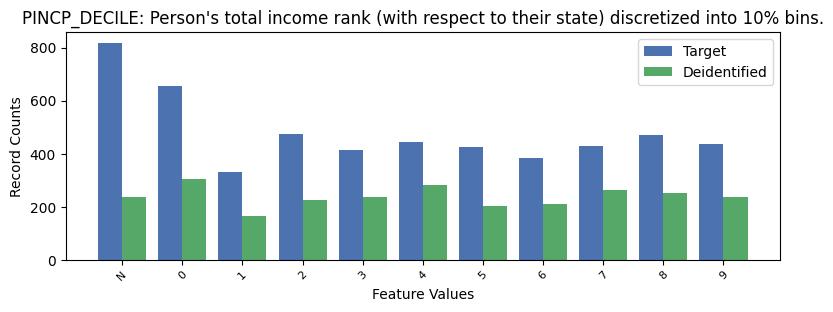 PINCP_DECILE: Person's total income rank (with respect to their state) discretized into 10% bins.
Target
Deidentified
Record Counts
800
600
400
200
0
N 0 1 2 3 4 5 6 7 8 9
Feature Values